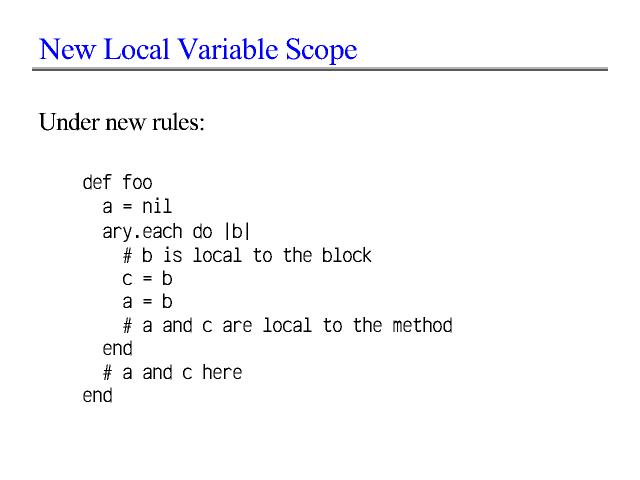 New Local Variable Scope
Under new rules:
def foo
  a = nil
  ary.each do |b|
    # b is local to the block
    c = b
    a = b
    # a and c are local to the method
  end
  # a and c here
end